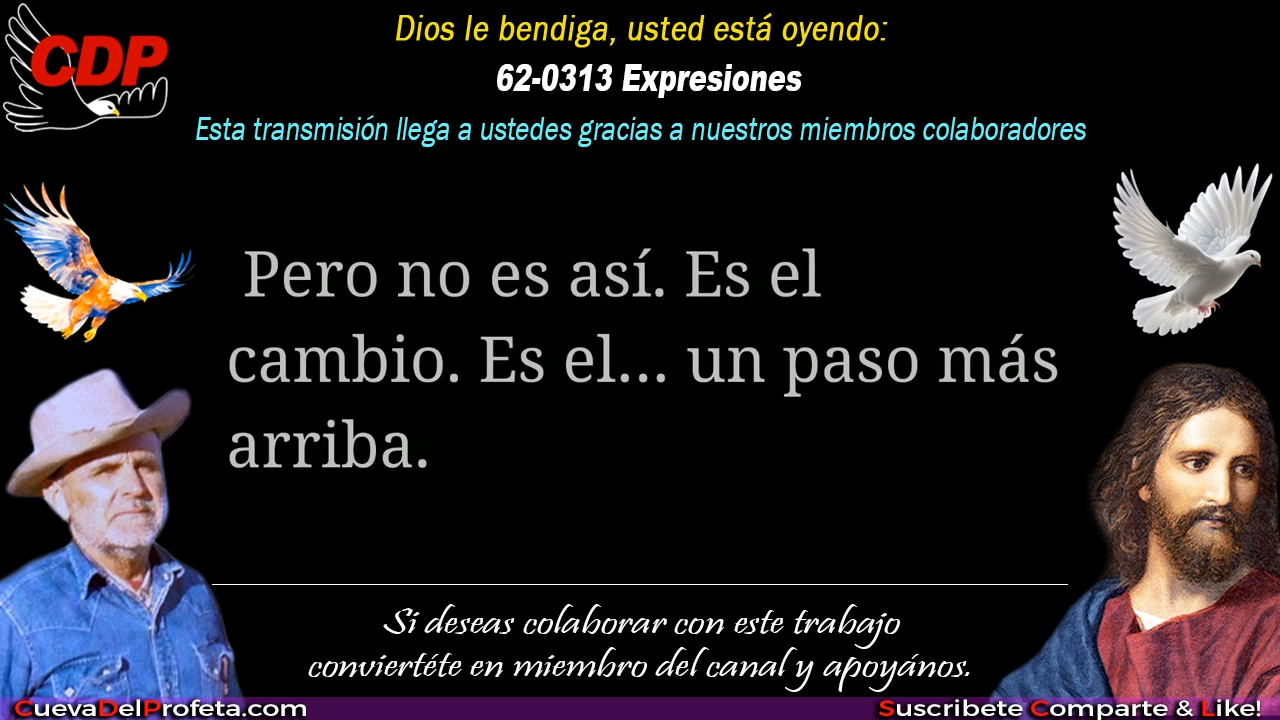 CDP
Dios le bendiga, usted está oyendo:
62-0313 Expresiones
Esta transmisión llega a ustedes gracias a nuestros miembros colaboradores
Pero no es así. Es el
cambio. Es el... un paso más
arriba.
Si deseas colaborar con este trabajo
conviertéte en miembro del canal y apoyános.
CuevaDelProfeta.com
Suscribete Comparte & Like!